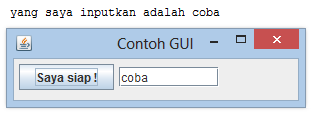 yang saya inputkan adalah coba
Contoh GUI
Saya siap ! coba